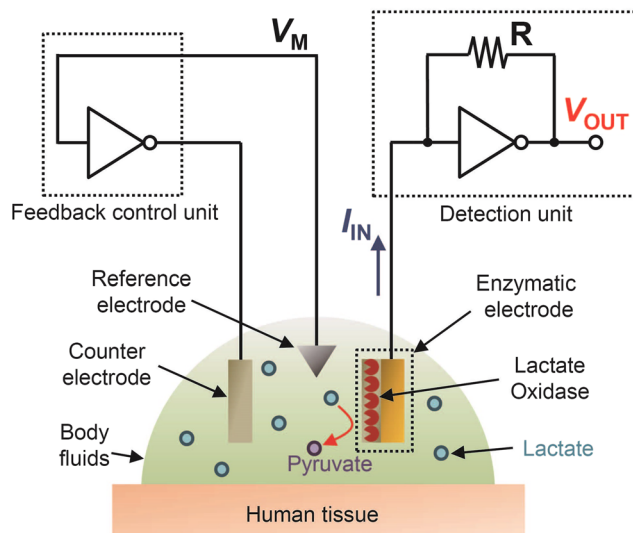 V_M
R
V_OUT
Feedback control unit
Detection unit
I_IN
Reference
electrode
Enzymatic
electrode
Counter
electrode
Lactate
Oxidase
Body
fluids
Pyruvate
Lactate
Human tissue